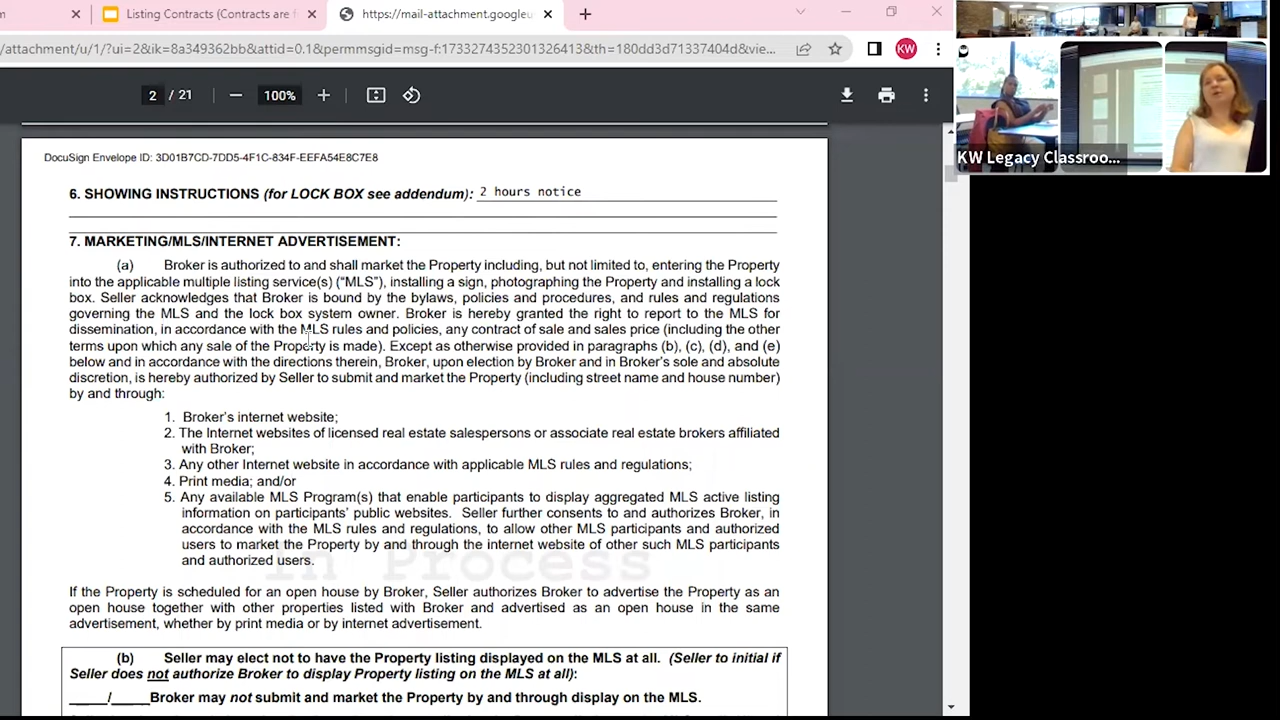 Listing Contracts (Contracts are f
https://mail-attachment.googleu
/attachment/u/1/?ui=2&ik=8a349362bb&attid=0.1&permmsgid=msg-f:1733274352301326413&th=180dd3d71337404d&vie...
KW
2 / 21
100%
KW Legacy Classroo...
DocuSign Envelope ID: 3D01B7CD-7DD5-4F1C-834F-EEFA54E8C7E8
6. SHOWING INSTRUCTIONS (for LOCK BOX see addendum): 2 hours notice
7. MARKETING/MLS/INTERNET ADVERTISEMENT:
(a) Broker is authorized to and shall market the Property including, but not limited to, entering the Property
into the applicable multiple listing service(s) (“MLS”), installing a sign, photographing the Property and installing a lock
box. Seller acknowledges that Broker is bound by the bylaws, policies and procedures, and rules and regulations
governing the MLS and the lock box system owner. Broker is hereby granted the right to report to the MLS for
dissemination, in accordance with the MLS rules and policies, any contract of sale and sales price (including the other
terms upon which any sale of the Property is made). Except as otherwise provided in paragraphs (b), (c), (d), and (e)
below and in accordance with the directions therein, Broker, upon election by Broker and in Broker’s sole and absolute
discretion, is hereby authorized by Seller to submit and market the Property (including street name and house number)
by and through:
1. Broker’s internet website;
2. The Internet websites of licensed real estate salespersons or associate real estate brokers affiliated
with Broker;
3. Any other Internet website in accordance with applicable MLS rules and regulations;
4. Print media; and/or
5. Any available MLS Program(s) that enable participants to display aggregated MLS active listing
information on participants’ public websites. Seller further consents to and authorizes Broker, in
accordance with the MLS rules and regulations, to allow other MLS participants and authorized
users to market the Property by and through the internet website of other such MLS participants
and authorized users.
In Process
If the Property is scheduled for an open house by Broker, Seller authorizes Broker to advertise the Property as an
open house together with other properties listed with Broker and advertised as an open house in the same
advertisement, whether by print media or by internet advertisement.
(b) Seller may elect not to have the Property listing displayed on the MLS at all. (Seller to initial if
Seller does not authorize Broker to display Property listing on the MLS at all):
_____/_____Broker may not submit and market the Property by and through display on the MLS.